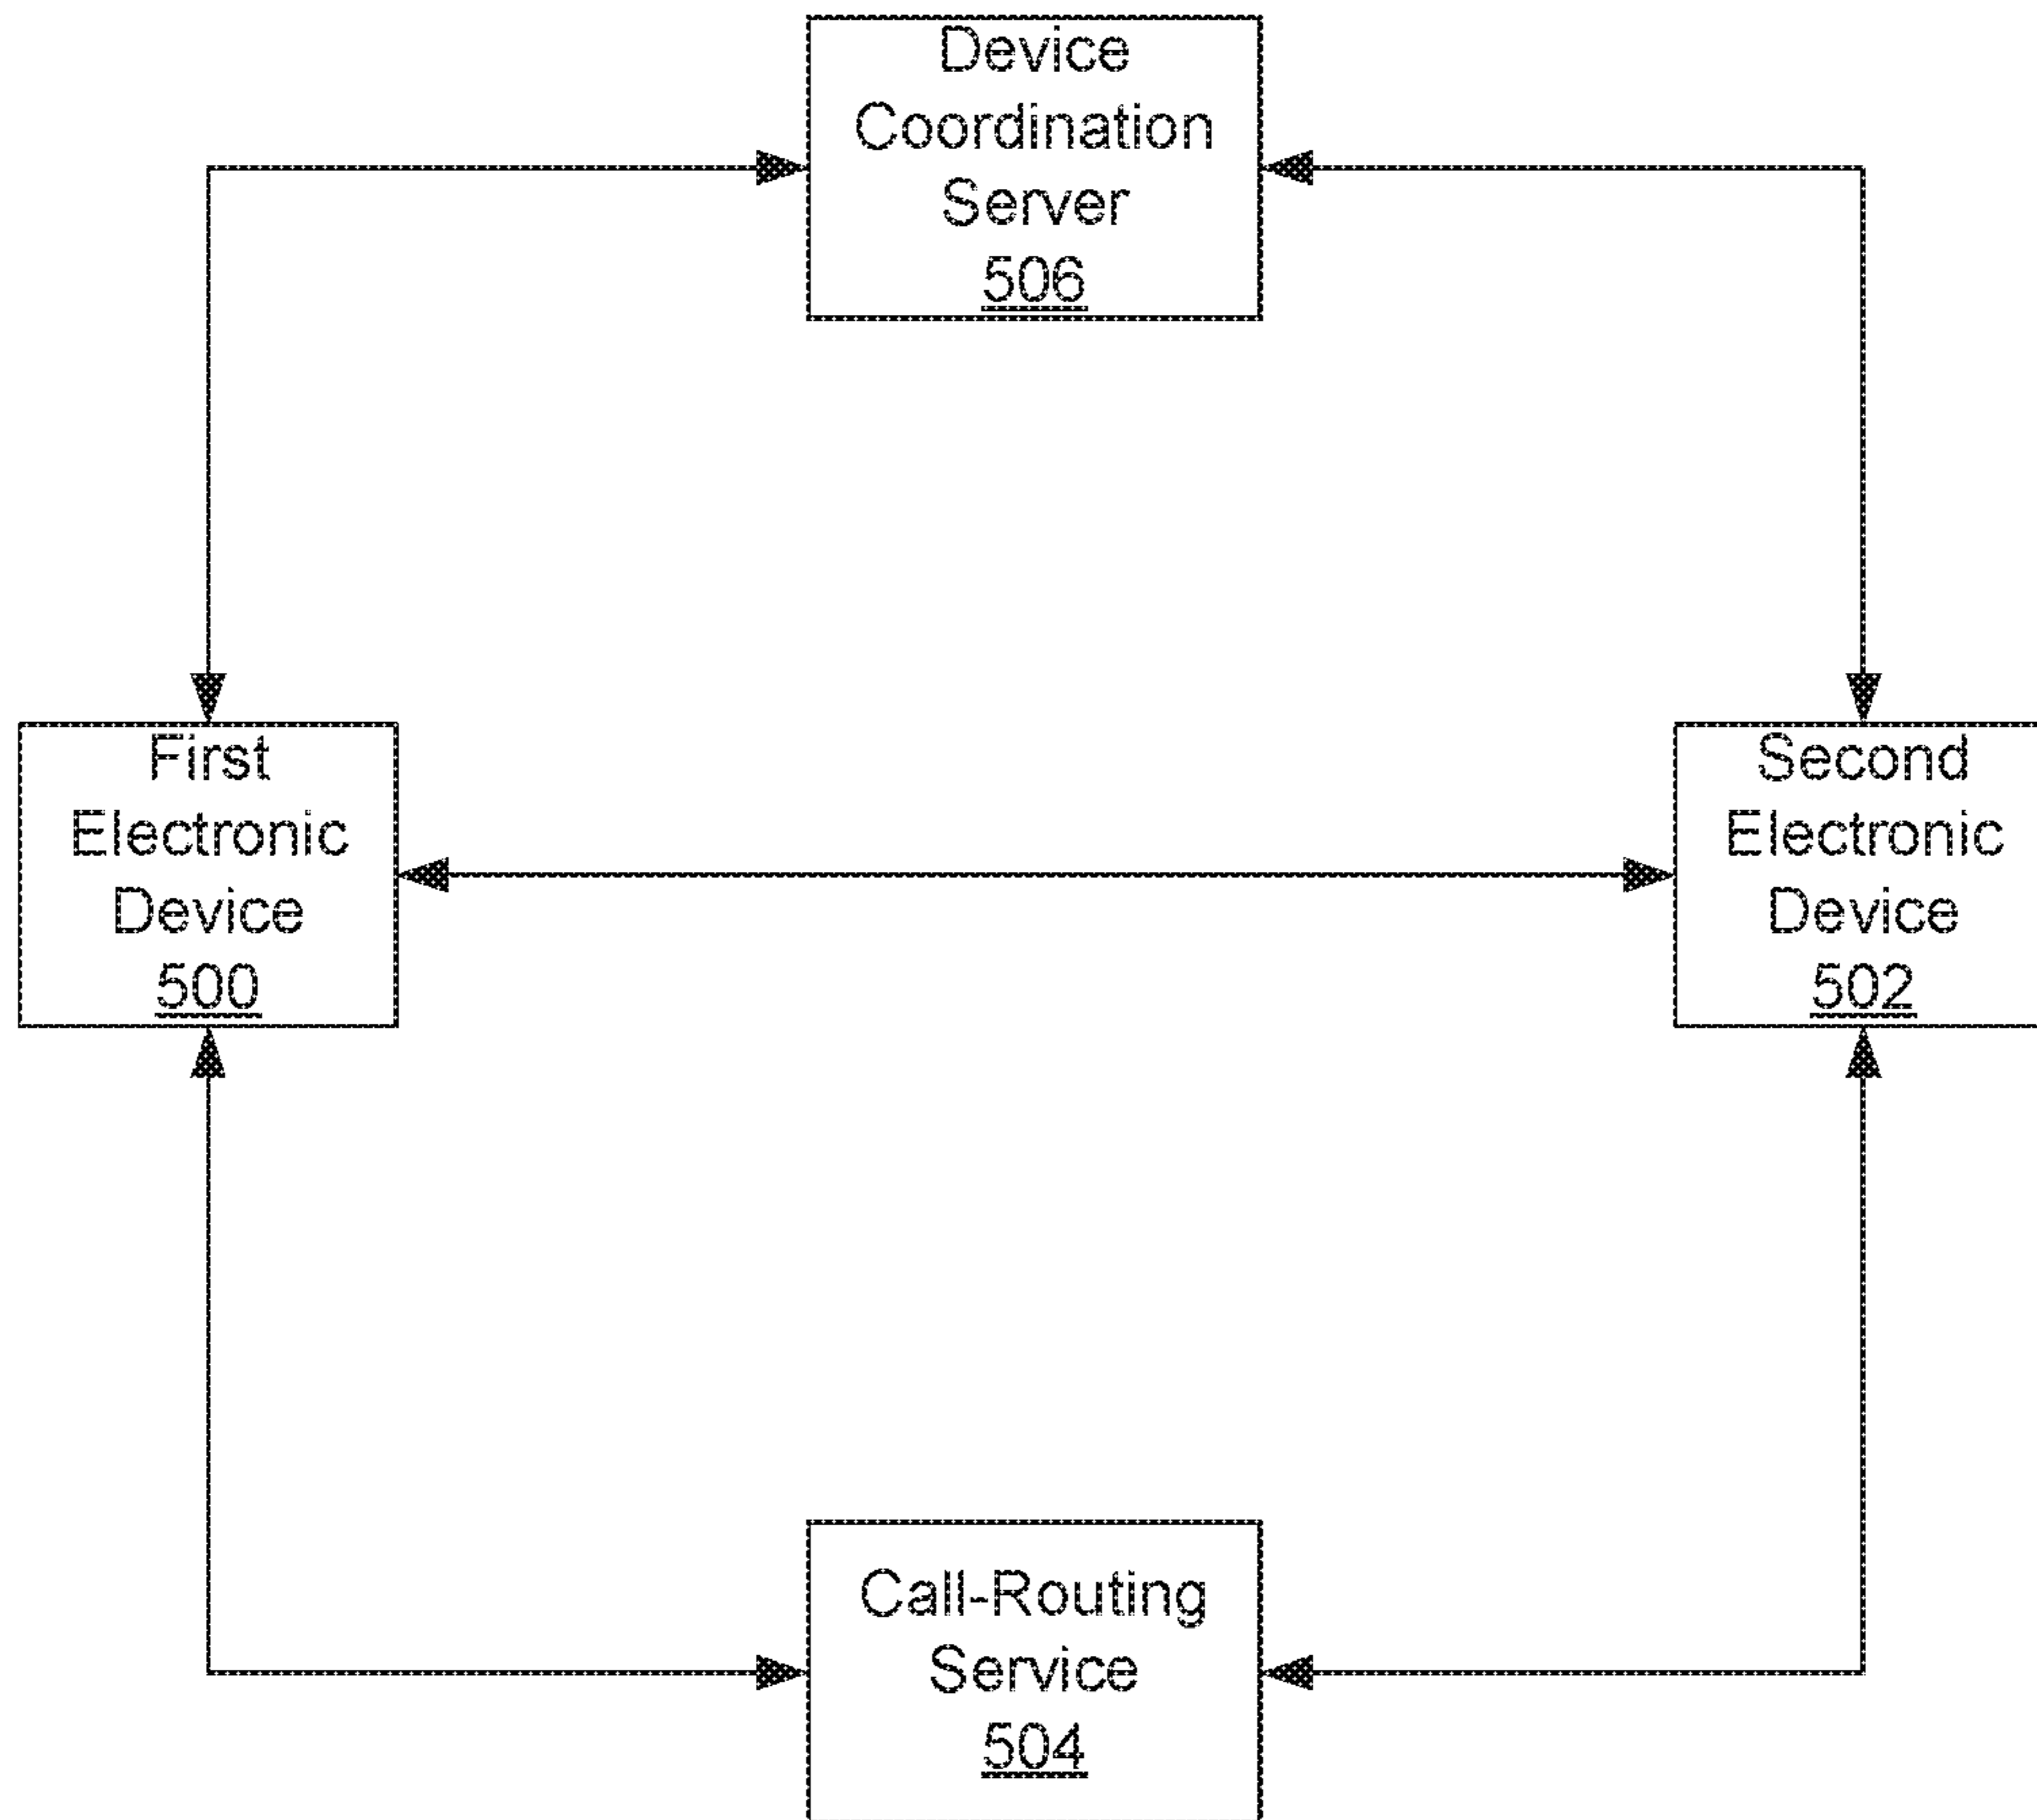 Device
Coordination
Server
506
First
Electronic
Device
500
Second
Electronic
Device
502
Call-Routing
Service
504